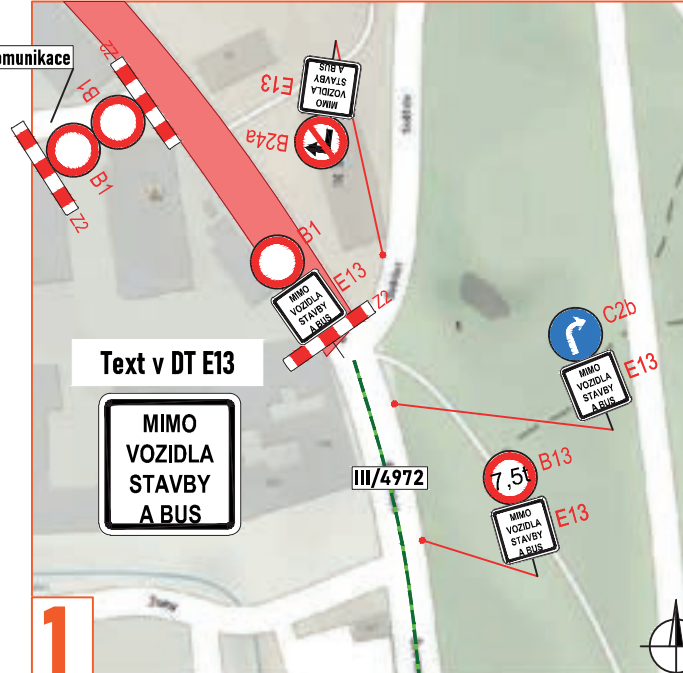 omunikace
Z2
B1
B1
Z2
E13
MIMO
VOZIDLA
STAVBY
A BUS
B24a
B1
E13
MIMO
VOZIDLA
STAVBY
A BUS
Z2
C2b
MIMO
VOZIDLA
STAVBY
A BUS
E13
Text v DT E13
MIMO
VOZIDLA
STAVBY
A BUS
III/4972
7,5t
B13
MIMO
VOZIDLA
STAVBY
A BUS
E13
1